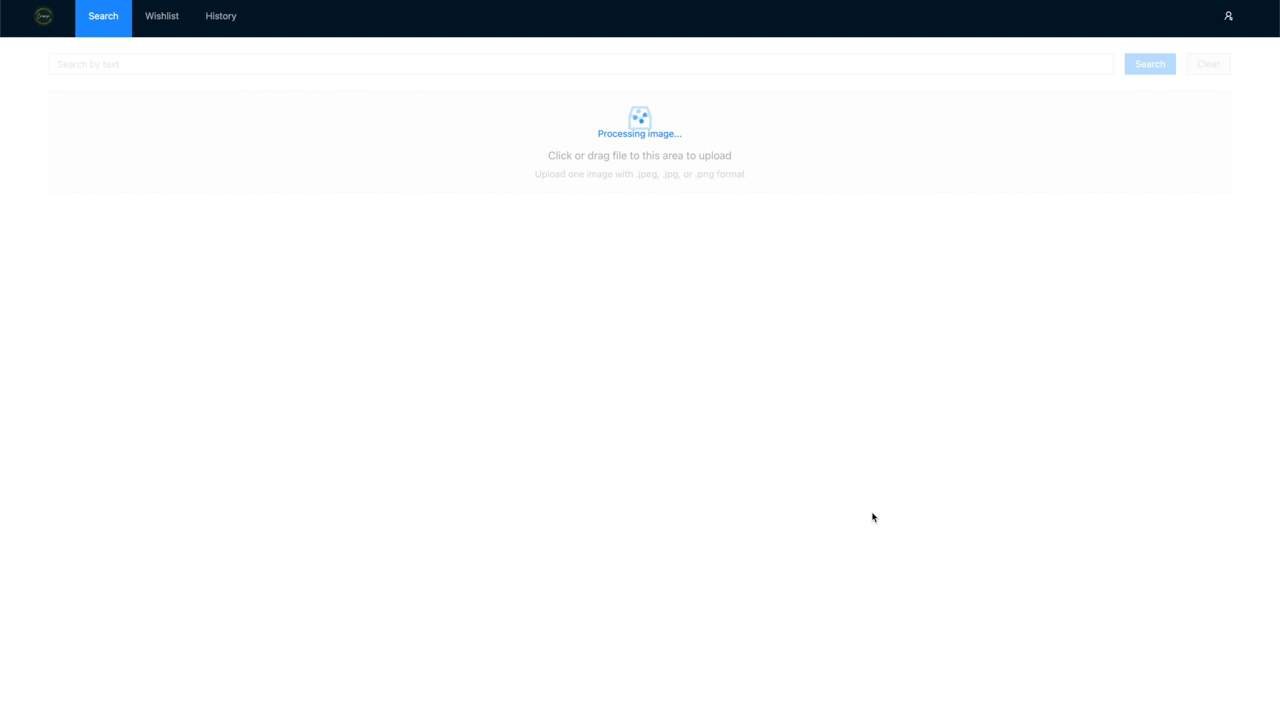 Search Wishlist History
Search by text Search Clear
Processing image...
Click or drag file to this area to upload
Upload one image with .jpeg, .jpg, or .png format